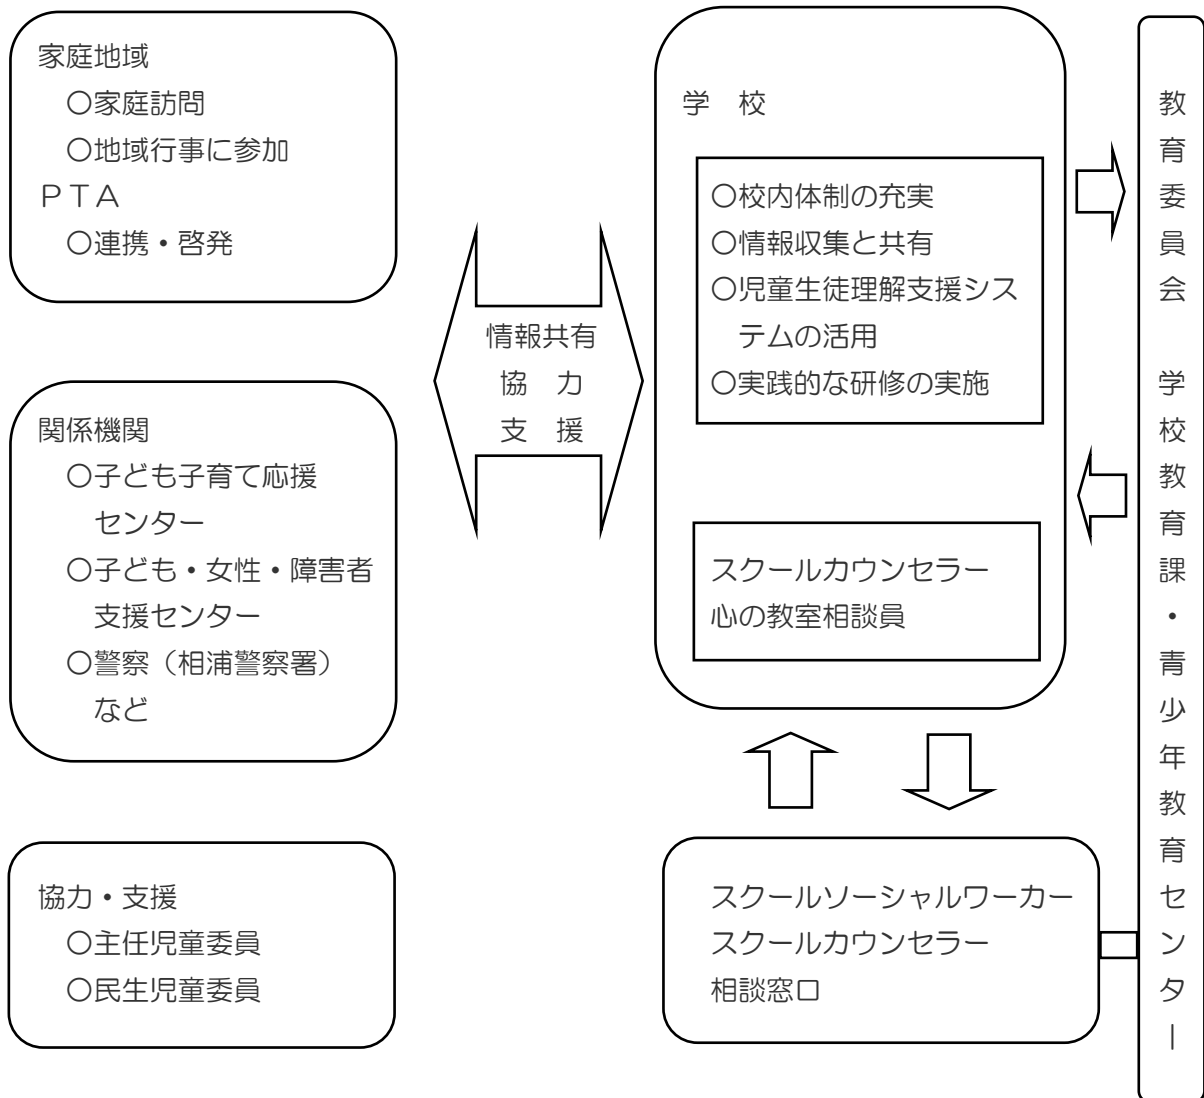 家庭地域
○家庭訪問
○地域行事に参加
ＰＴＡ
○連携・啓発
関係機関
○子ども子育て応援
センター
○子ども・女性・障害者
支援センター
○警察（相浦警察署）
など
協力・支援
○主任児童委員
○民生児童委員
情報共有
協　力
支　援
学　校
○校内体制の充実
○情報収集と共有
○児童生徒理解支援シス
テムの活用
○実践的な研修の実施
スクールカウンセラー
心の教室相談員
スクールソーシャルワーカー
スクールカウンセラー
相談窓口
教育委員会　学校教育課・青少年教育センター